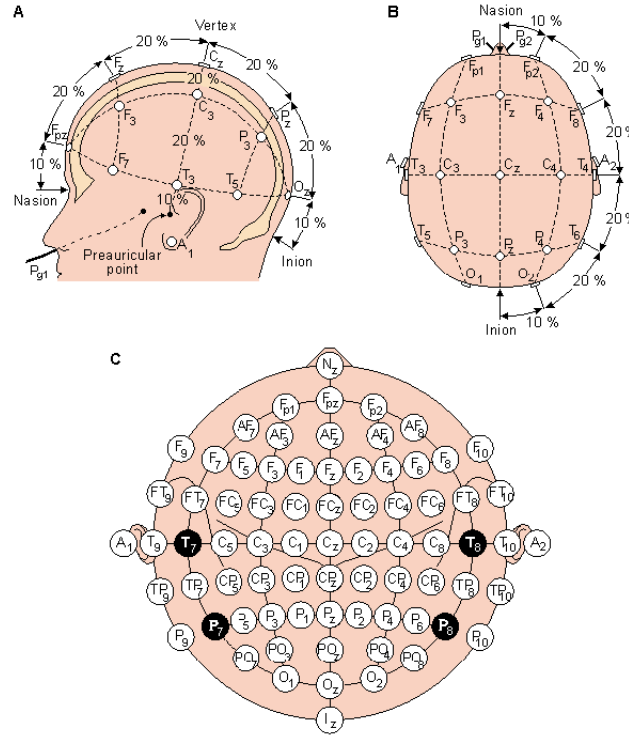 A
Vertex
20 %
20 %
Fz
Cz
20 %
20 %
F3
C3
Pz
20 %
P3
20 %
Fpz
10 %
F7
T3
T5
Oz
10 %
Nasion
10 %
Preauricular
point
A1
Inion
Pg1
B
Nasion
10 %
Pg1
Pg2
Fp1
Fp2
20 %
F7
F3
Fz
F4
F8
20 %
A1
T3
C3
Cz
C4
T4
A2
20 %
T5
P3
Pz
P4
T6
20 %
O1
O2
10 %
Inion
C
Nz
Fp1
Fpz
Fp2
AF7
AF3
AFz
AF4
AF8
F9
F7
F5
F3
F1
Fz
F2
F4
F6
F8
F10
FT9
FT7
FC5
FC3
FC1
FCz
FC2
FC4
FC6
FT8
FT10
A1
T9
T7
C5
C3
C1
Cz
C2
C4
C8
T8
T10
A2
TP9
TP7
CP5
CP3
CP1
CPz
CP2
CP4
CP6
TP8
TP10
P9
P7
P5
P3
P1
Pz
P2
P4
P6
P8
P10
PO7
PO3
POz
PO4
PO8
O1
Oz
O2
Iz